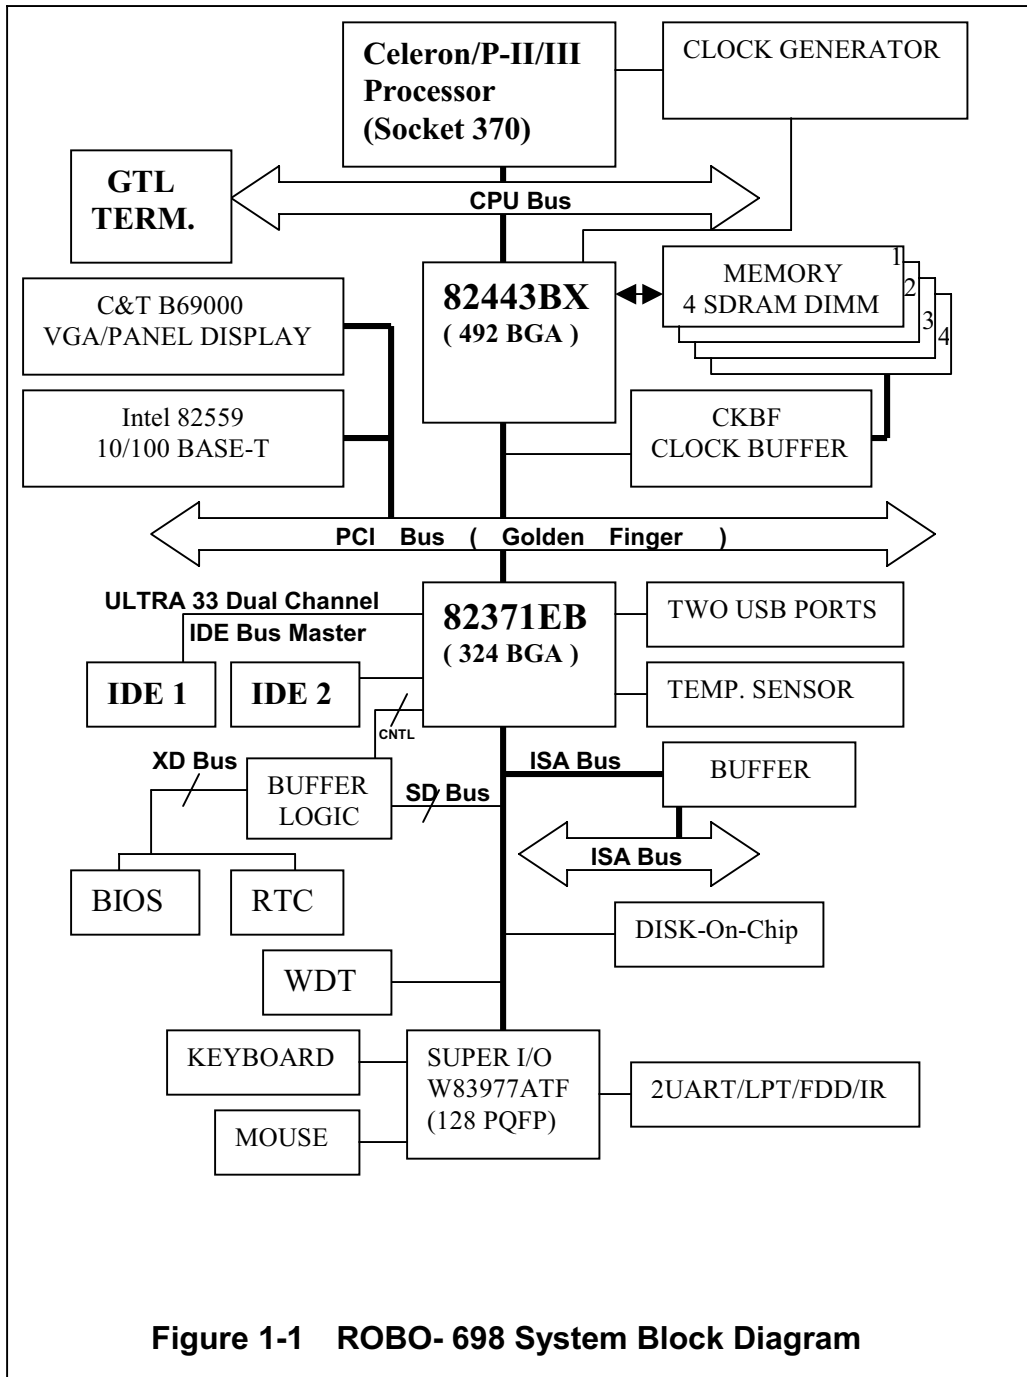 Celeron/P-II/III
Processor
(Socket 370)
CLOCK GENERATOR
GTL
TERM.
CPU Bus
82443BX
( 492 BGA )
MEMORY
4 SDRAM DIMM
1
2
3
4
C&T B69000
VGA/PANEL DISPLAY
Intel 82559
10/100 BASE-T
CKBF
CLOCK BUFFER
PCI Bus ( Golden Finger )
ULTRA 33 Dual Channel
IDE Bus Master
82371EB
( 324 BGA )
TWO USB PORTS
IDE 1
IDE 2
TEMP. SENSOR
CNTL
XD Bus
BUFFER
LOGIC
SD Bus
ISA Bus
BUFFER
ISA Bus
BIOS
RTC
DISK-On-Chip
WDT
KEYBOARD
SUPER I/O
W83977ATF
(128 PQFP)
2UART/LPT/FDD/IR
MOUSE
Figure 1-1 ROBO- 698 System Block Diagram